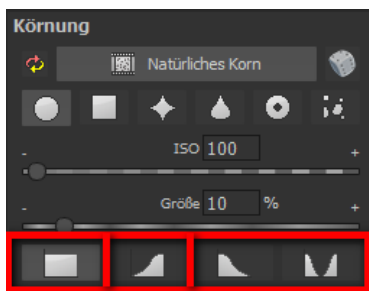 Körnung
Natürliches Korn
- ISO 100 +
- Größe 10 % +